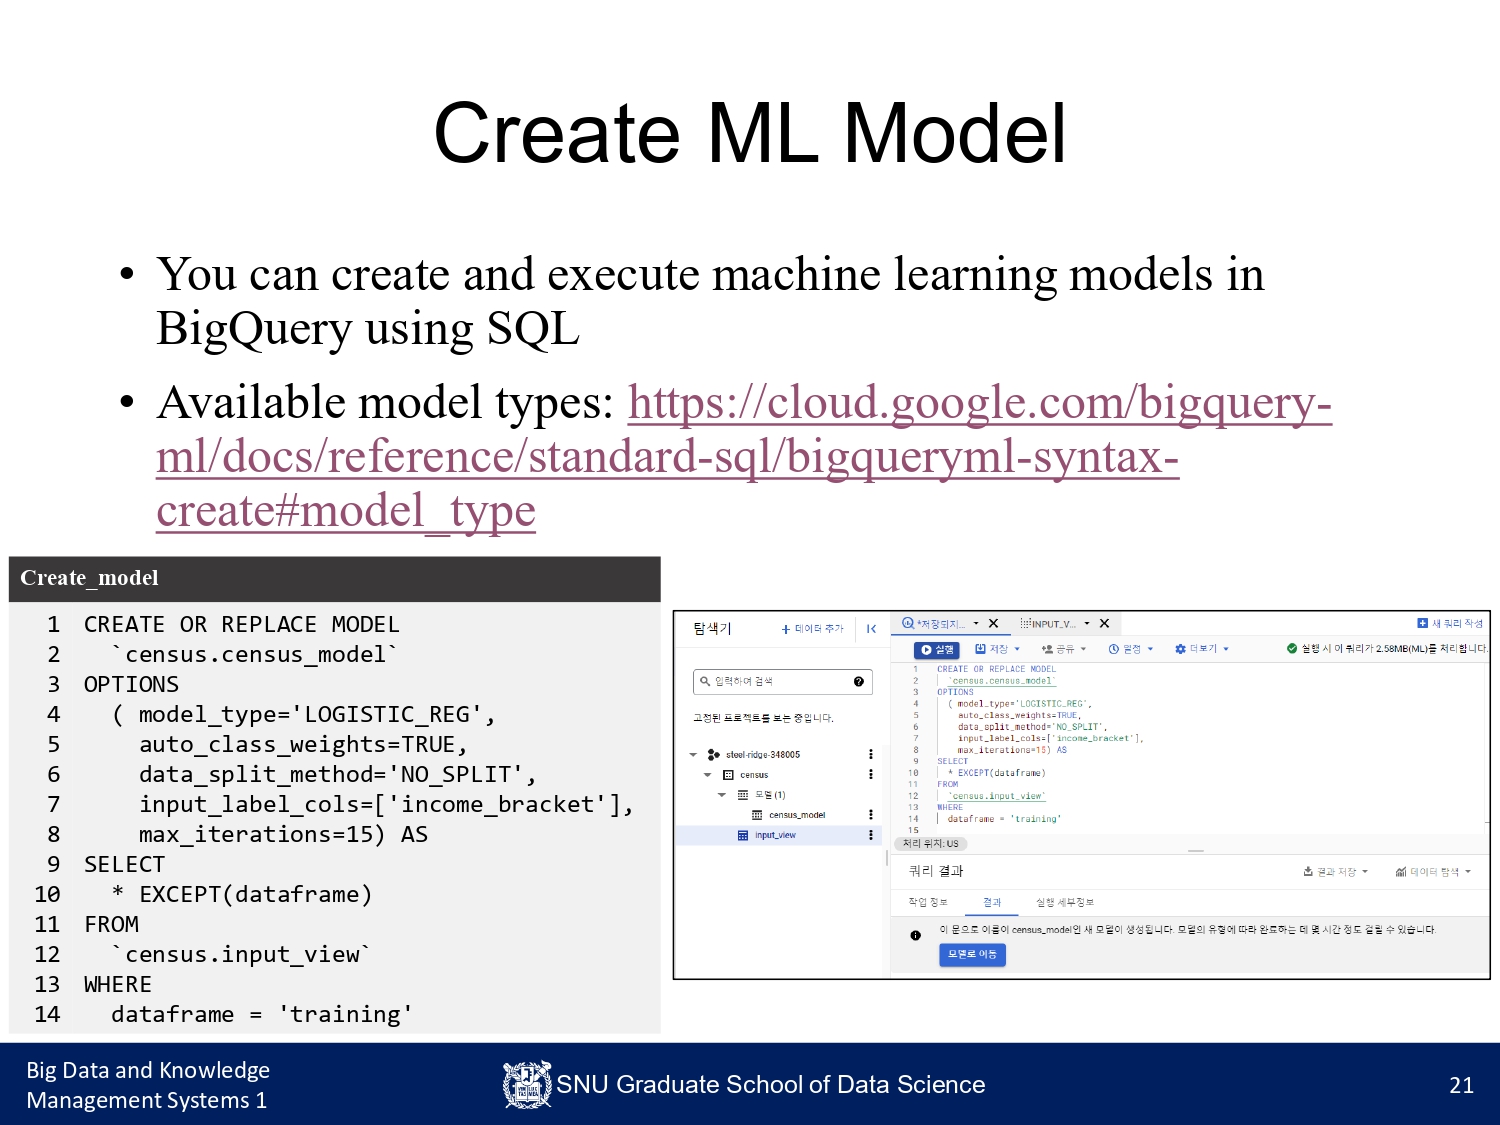 Create ML Model
• You can create and execute machine learning models in
BigQuery using SQL
• Available model types: https://cloud.google.com/bigquery-
ml/docs/reference/standard-sql/bigqueryml-syntax-
create#model_type
Create_model
1 CREATE OR REPLACE MODEL
2 `census.census_model`
3 OPTIONS
4 ( model_type='LOGISTIC_REG',
5 auto_class_weights=TRUE,
6 data_split_method='NO_SPLIT',
7 input_label_cols=['income_bracket'],
8 max_iterations=15) AS
9 SELECT
10 * EXCEPT(dataframe)
11 FROM
12 `census.input_view`
13 WHERE
14 dataframe = 'training'
탐색기 + 데이터 추가
입력하여 검색
고정된 프로젝트를 보는 중입니다.
steel-ridge-348005
census
모델 (1)
census_model
input_view
*저장되지... INPUT_V... 새 쿼리 작성
실행 저장 공유 일정 더보기 실행 시 이 쿼리가 2.58MB(ML)를 처리합니다.
1 CREATE OR REPLACE MODEL
2 `census.census_model`
3 OPTIONS
4 ( model_type='LOGISTIC_REG',
5 auto_class_weights=TRUE,
6 data_split_method='NO_SPLIT',
7 input_label_cols=['income_bracket'],
8 max_iterations=15) AS
9 SELECT
10 * EXCEPT(dataframe)
11 FROM
12 `census.input_view`
13 WHERE
14 dataframe = 'training'
15
처리 위치: US
쿼리 결과 결과 저장 데이터 탐색
작업 정보 결과 실행 세부정보
이 문으로 이름이 census_model인 새 모델이 생성됩니다. 모델의 유형에 따라 완료하는 데 몇 시간 정도 걸릴 수 있습니다.
모델로 이동
Big Data and Knowledge
Management Systems 1
SNU Graduate School of Data Science
21